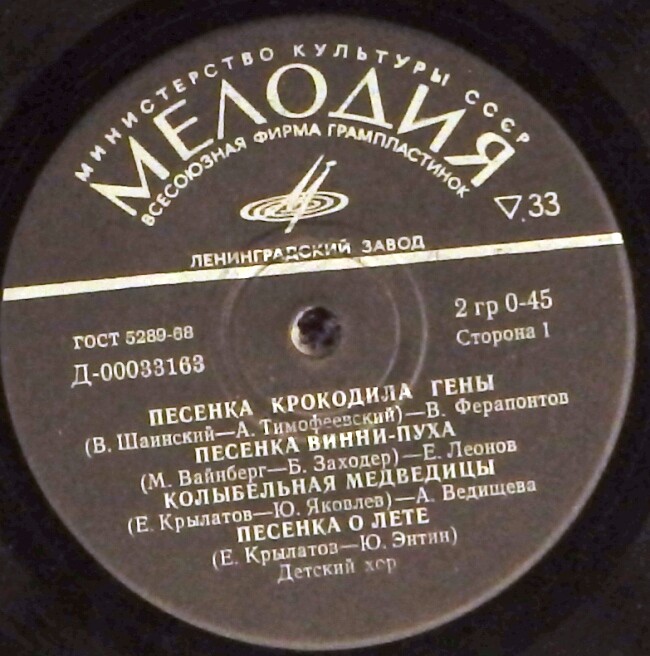 МИНИСТЕРСТВО КУЛЬТУРЫ СССР
МЕЛОДИЯ
ВСЕСОЮЗНАЯ ФИРМА ГРАМПЛАСТИНОК
▽.33
ЛЕНИНГРАДСКИЙ ЗАВОД
ГОСТ 5289-68
2 гр 0-45
Д-00033163
Сторона 1
ПЕСЕНКА КРОКОДИЛА ГЕНЫ
(В. Шаинский—А. Тимофеевский)—В. Ферапонтов
ПЕСЕНКА ВИННИ-ПУХА
(М. Вайнберг—Б. Заходер)—Е. Леонов
КОЛЫБЕЛЬНАЯ МЕДВЕДИЦЫ
(Е. Крылатов—Ю. Яковлев)—А. Ведищева
ПЕСЕНКА О ЛЕТЕ
(Е. Крылатов—Ю. Энтин)
Детский хор